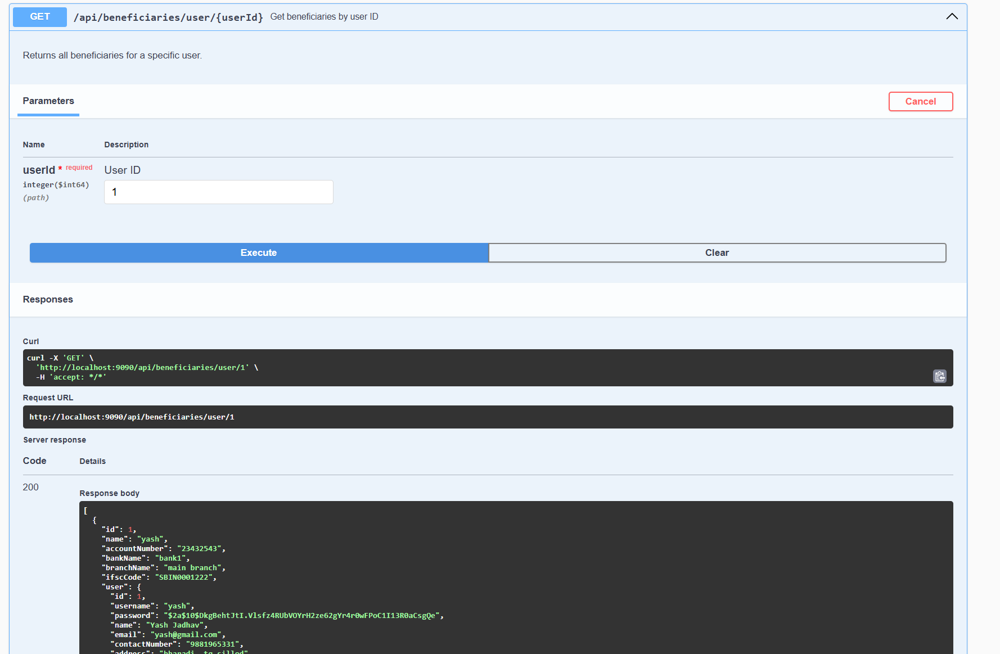 GET /api/beneficiaries/user/{userId} Get beneficiaries by user ID
Returns all beneficiaries for a specific user.
Parameters
Cancel
Name Description
userId * required User ID
integer($int64)
(path)
1
Execute Clear
Responses
Curl
curl -X 'GET' \
'http://localhost:9090/api/beneficiaries/user/1' \
-H 'accept: */*'
Request URL
http://localhost:9090/api/beneficiaries/user/1
Server response
Code Details
200
Response body
[
{
"id": 1,
"name": "yash",
"accountNumber": "23432543",
"bankName": "bank1",
"branchName": "main branch",
"ifscCode": "SBIN0001222",
"user": {
"id": 1,
"username": "yash",
"password": "$2a$10$DkgBehtJtI.Vlsfz4RUbVOYrH2ze62gYr4r0wFPoC1I13R0aCsgQe",
"name": "Yash Jadhav",
"email": "yash@gmail.com",
"contactNumber": "9881965331",
"address":